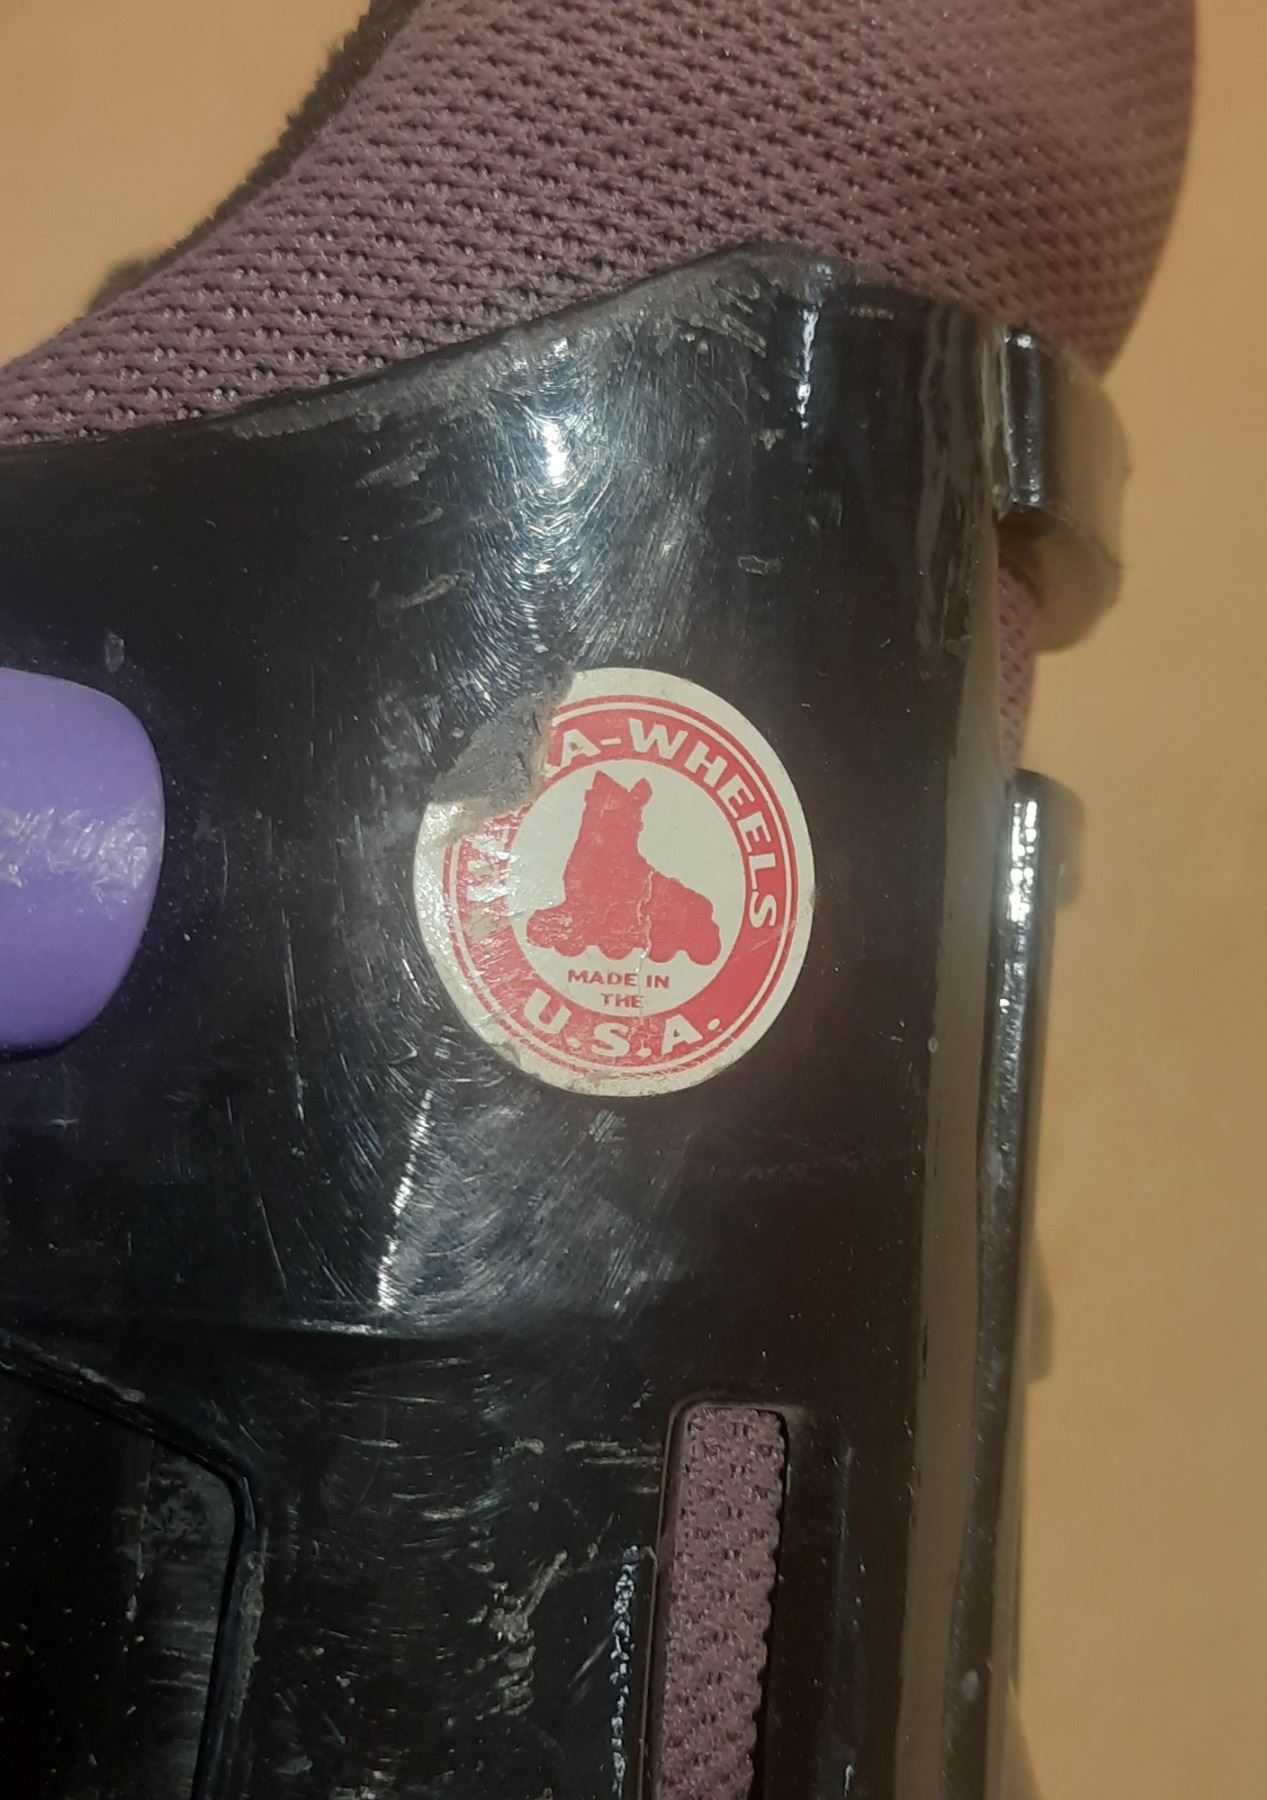 A-WHEELS
MADE IN
THE
U.S.A.